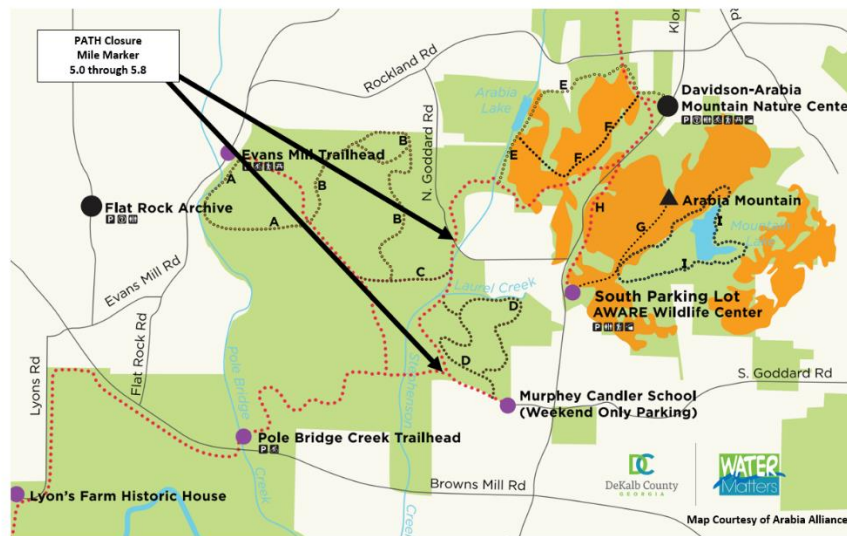 PATH Closure
Mile Marker
5.0 through 5.8
Rockland Rd
Arabia
Lake
N. Goddard Rd
E
F
F
F
E
Davidson-Arabia
Mountain Nature Center
Evans Mill Trailhead
A
A
B
B
B
C
Flat Rock Archive
Evans Mill Rd
H
G
I
I
Arabia Mountain
Mountain
Lake
Laurel Creek
D
D
South Parking Lot
AWARE Wildlife Center
Lyons Rd
Flat Rock Rd
Pole Bridge
Creek
Stephenson
Creek
S. Goddard Rd
Murphey Candler School
(Weekend Only Parking)
Pole Bridge Creek Trailhead
Browns Mill Rd
Lyon's Farm Historic House
DC
DeKalb County
GEORGIA
WATER
Matters
Map Courtesy of Arabia Alliance